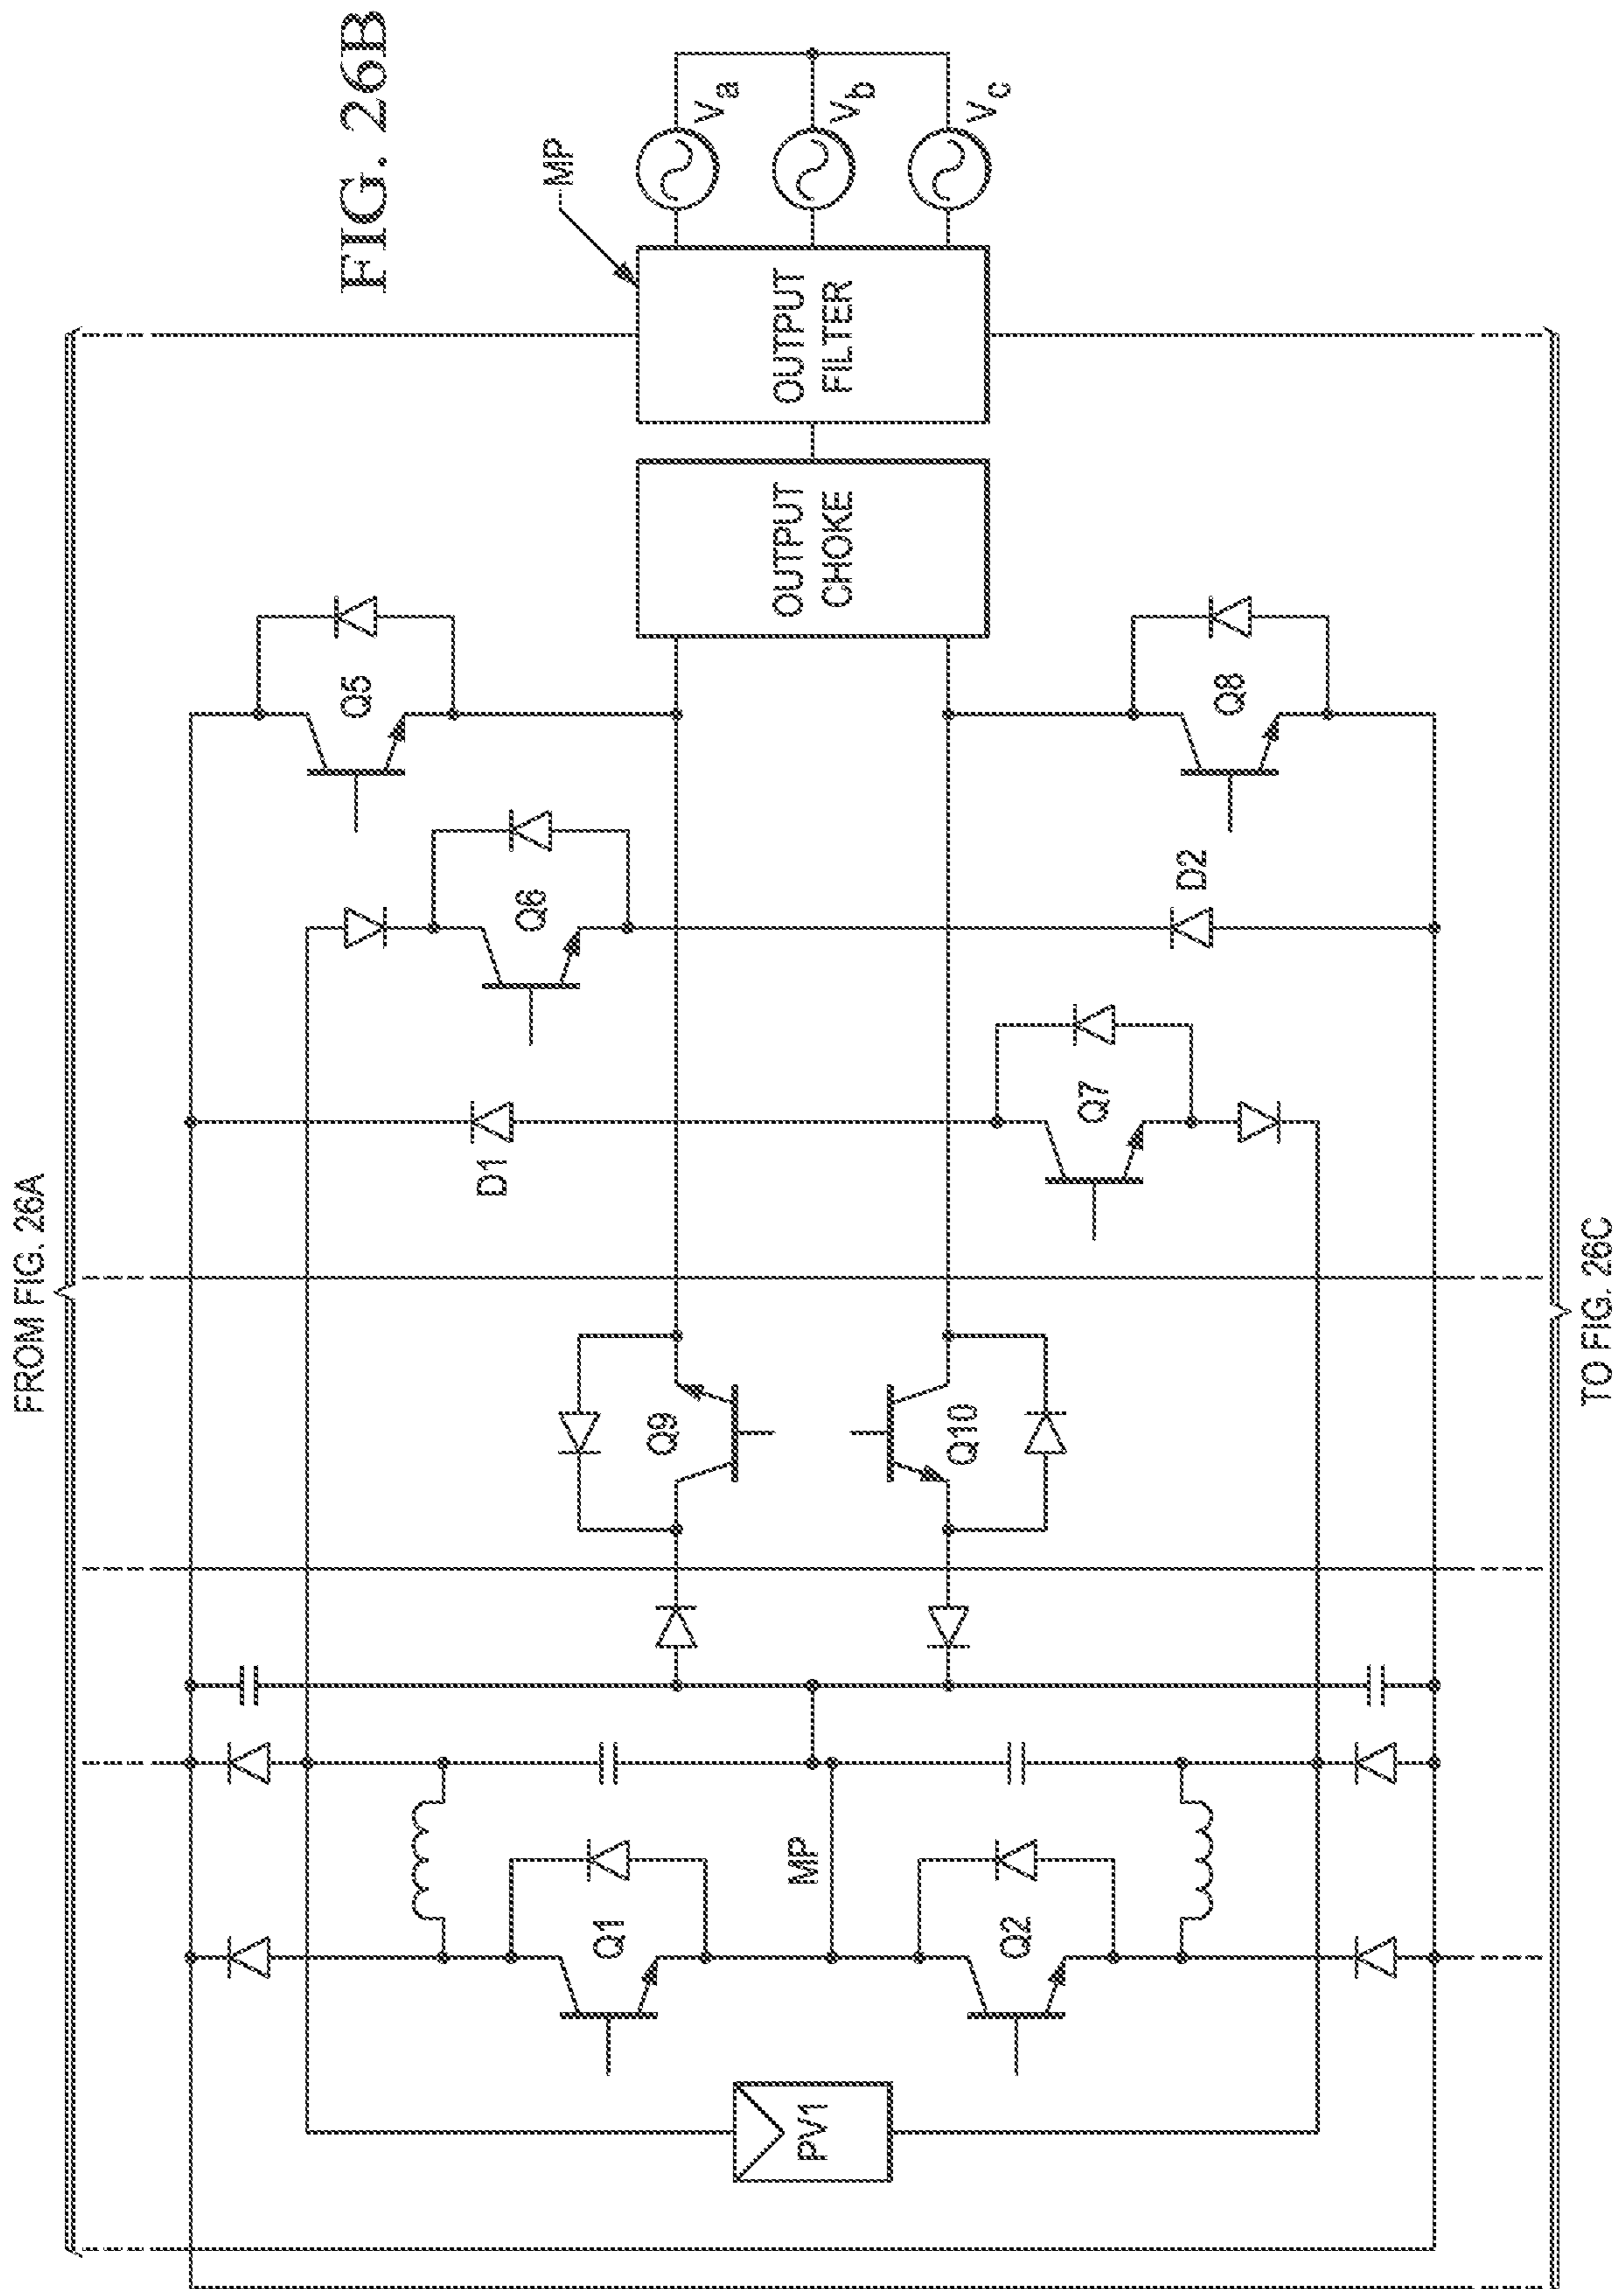 FIG. 26B
FROM FIG. 26A
MP
Va
Vb
Vc
OUTPUT
FILTER
OUTPUT
CHOKE
Q5
Q8
Q6
D2
D1
Q7
Q9
Q10
MP
Q1
Q2
PV1
TO FIG. 26C